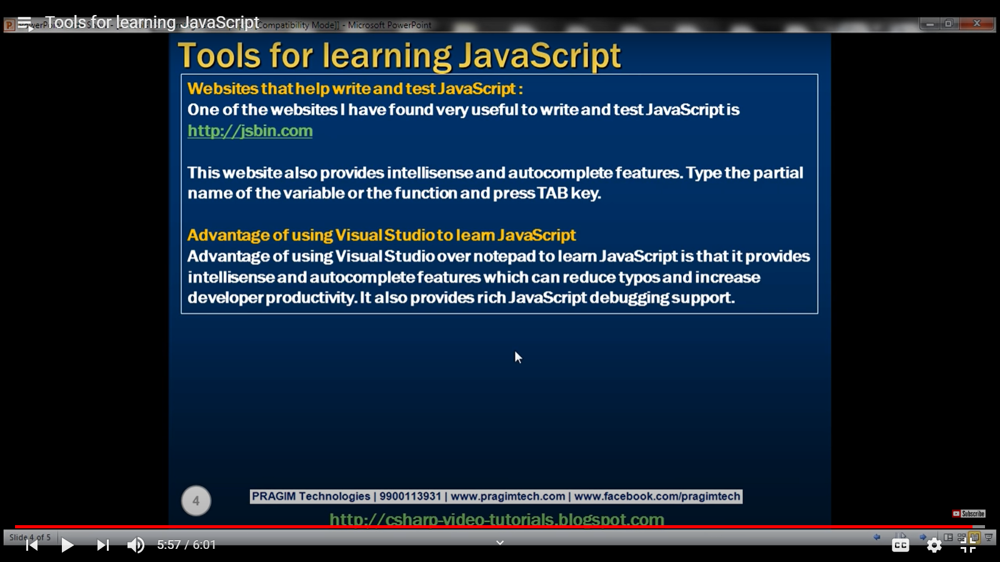 Tools for learning JavaScript
Compatibility Mode]] - Microsoft PowerPoint
Tools for learning JavaScript
Websites that help write and test JavaScript :
One of the websites I have found very useful to write and test JavaScript is
http://jsbin.com
This website also provides intellisense and autocomplete features. Type the partial
name of the variable or the function and press TAB key.
Advantage of using Visual Studio to learn JavaScript
Advantage of using Visual Studio over notepad to learn JavaScript is that it provides
intellisense and autocomplete features which can reduce typos and increase
developer productivity. It also provides rich JavaScript debugging support.
4
PRAGIM Technologies | 9900113931 | www.pragimtech.com | www.facebook.com/pragimtech
http://csharp-video-tutorials.blogspot.com
Subscribe
Slide 4 of 5
5:57 / 6:01
CC